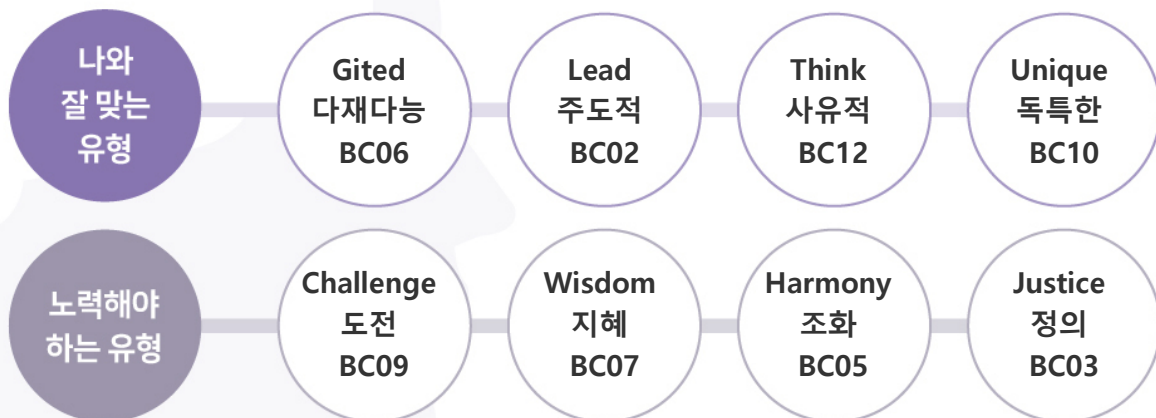 나와
잘 맞는
유형
Gited
다재다능
BC06
Lead
주도적
BC02
Think
사유적
BC12
Unique
독특한
BC10
노력해야
하는 유형
Challenge
도전
BC09
Wisdom
지혜
BC07
Harmony
조화
BC05
Justice
정의
BC03